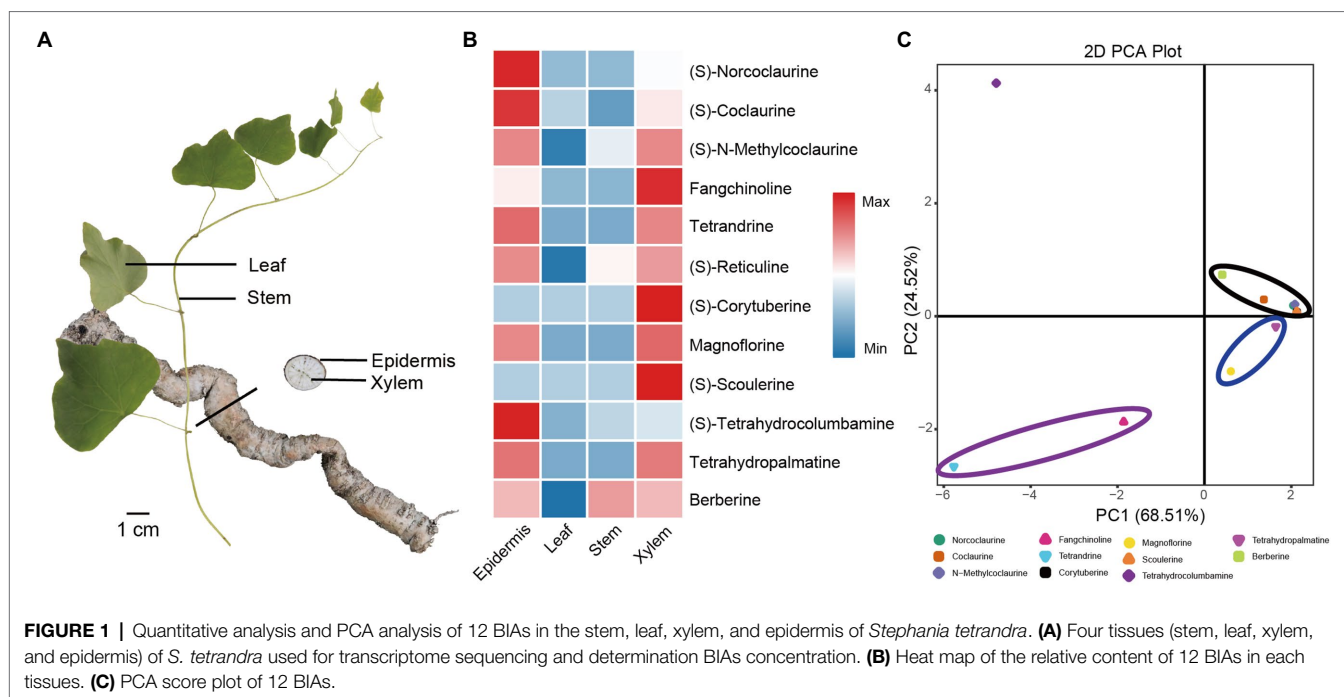 A
Leaf
Stem
Epidermis
Xylem
1 cm
B
(S)-Norcoclaurine
(S)-Coclaurine
(S)-N-Methylcoclaurine
Fangchinoline
Tetrandrine
(S)-Reticuline
(S)-Corytuberine
Magnoflorine
(S)-Scoulerine
(S)-Tetrahydrocolumbamine
Tetrahydropalmatine
Berberine
Epidermis
Leaf
Stem
Xylem
Max
Min
C
2D PCA Plot
PC2 (24.52%)
4
2
0
−2
−6
−4
−2
0
2
PC1 (68.51%)
Norcoclaurine
Coclaurine
N−Methylcoclaurine
Fangchinoline
Tetrandrine
Corytuberine
Magnoflorine
Scoulerine
Tetrahydrocolumbamine
Tetrahydropalmatine
Berberine
FIGURE 1 | Quantitative analysis and PCA analysis of 12 BIAs in the stem, leaf, xylem, and epidermis of Stephania tetrandra. (A) Four tissues (stem, leaf, xylem,
and epidermis) of S. tetrandra used for transcriptome sequencing and determination BIAs concentration. (B) Heat map of the relative content of 12 BIAs in each
tissues. (C) PCA score plot of 12 BIAs.